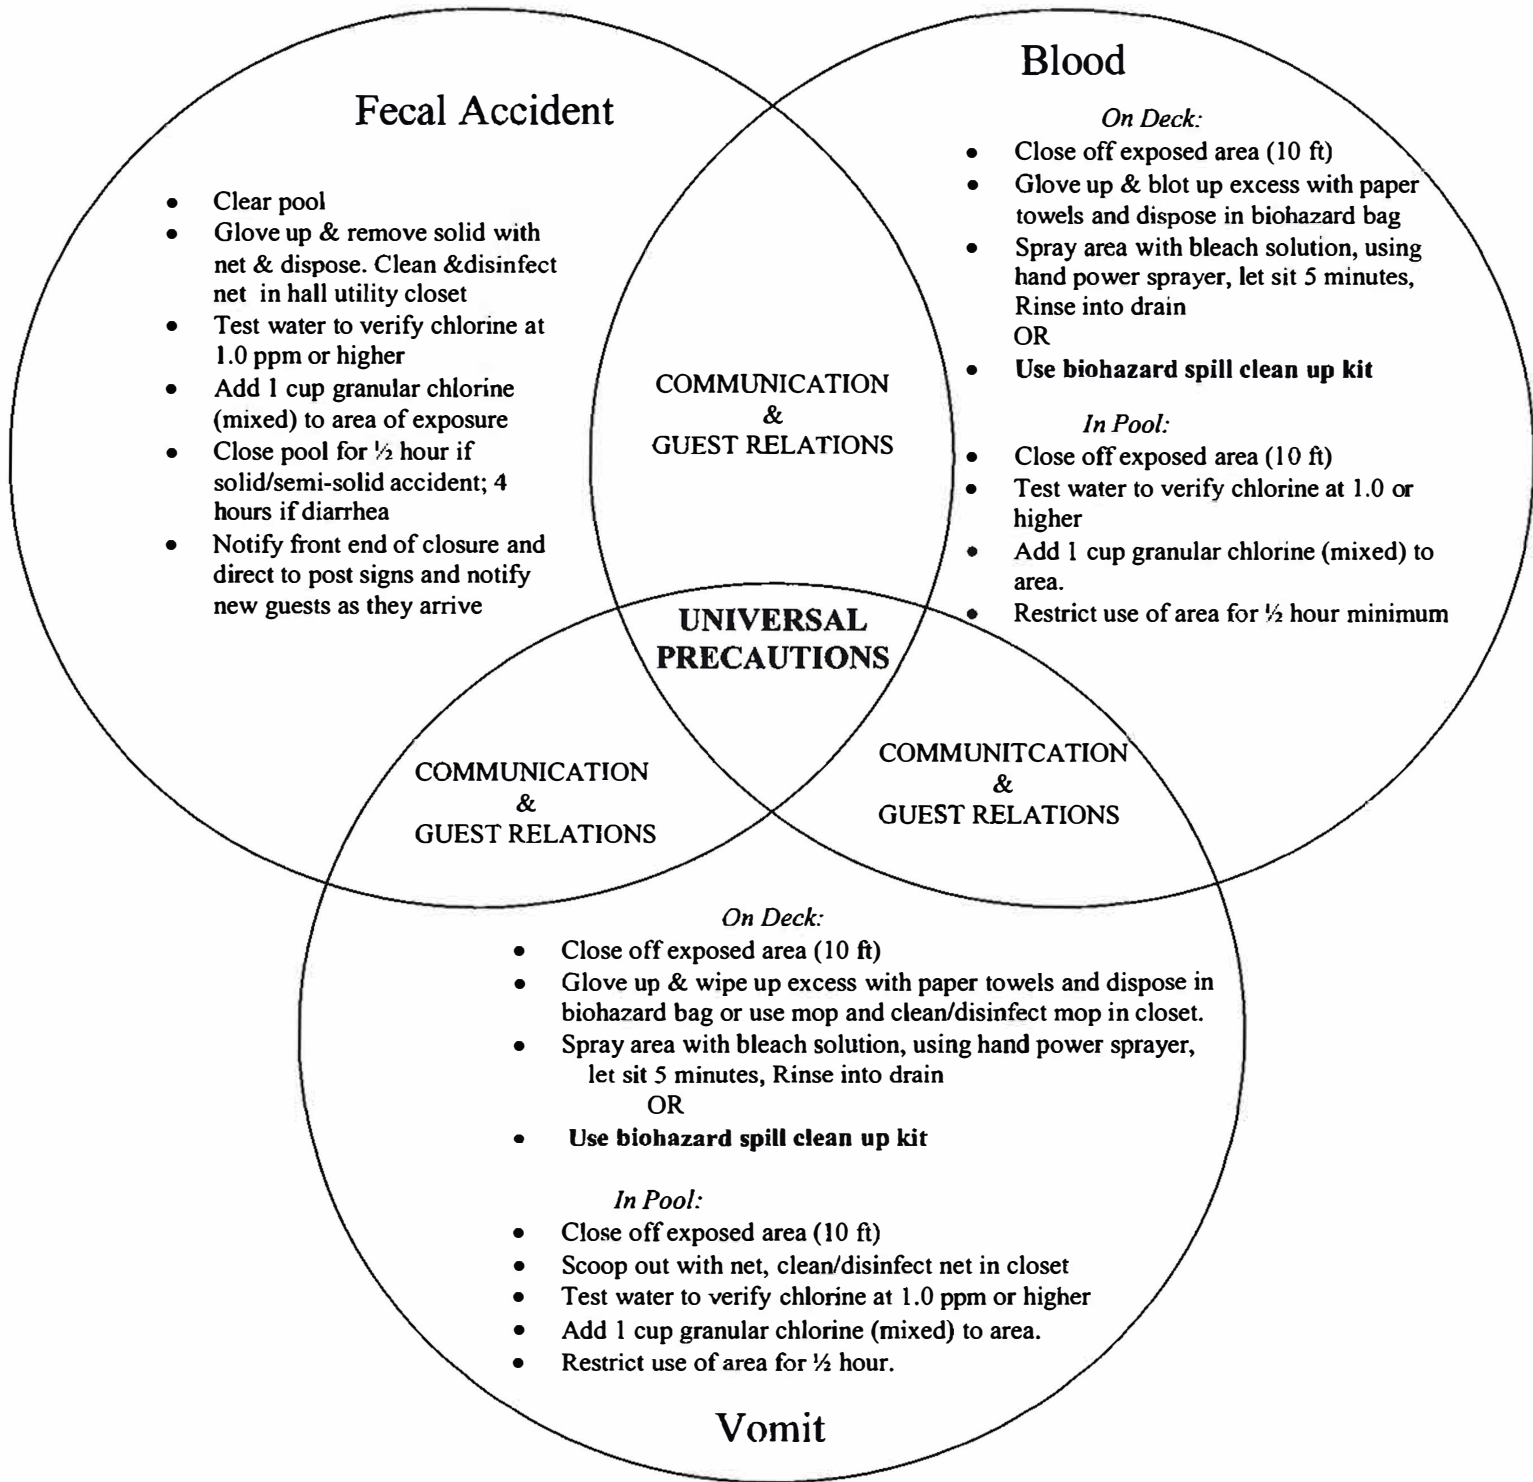 Fecal Accident
• Clear pool
• Glove up & remove solid with
net & dispose. Clean &disinfect
net in hall utility closet
• Test water to verify chlorine at
1.0 ppm or higher
• Add 1 cup granular chlorine
(mixed) to area of exposure
• Close pool for ½ hour if
solid/semi-solid accident; 4
hours if diarrhea
• Notify front end of closure and
direct to post signs and notify
new guests as they arrive
Blood
On Deck:
• Close off exposed area (10 ft)
• Glove up & blot up excess with paper
towels and dispose in biohazard bag
• Spray area with bleach solution, using
hand power sprayer, let sit 5 minutes,
Rinse into drain
OR
• Use biohazard spill clean up kit
In Pool:
• Close off exposed area (10 ft)
• Test water to verify chlorine at 1.0 or
higher
• Add 1 cup granular chlorine (mixed) to
area.
• Restrict use of area for ½ hour minimum
COMMUNICATION
&
GUEST RELATIONS
UNIVERSAL
PRECAUTIONS
COMMUNICATION
&
GUEST RELATIONS
COMMUNITCATION
&
GUEST RELATIONS
On Deck:
• Close off exposed area (10 ft)
• Glove up & wipe up excess with paper towels and dispose in
biohazard bag or use mop and clean/disinfect mop in closet.
• Spray area with bleach solution, using hand power sprayer,
let sit 5 minutes, Rinse into drain
OR
• Use biohazard spill clean up kit
In Pool:
• Close off exposed area (10 ft)
• Scoop out with net, clean/disinfect net in closet
• Test water to verify chlorine at 1.0 ppm or higher
• Add 1 cup granular chlorine (mixed) to area.
• Restrict use of area for ½ hour.
Vomit